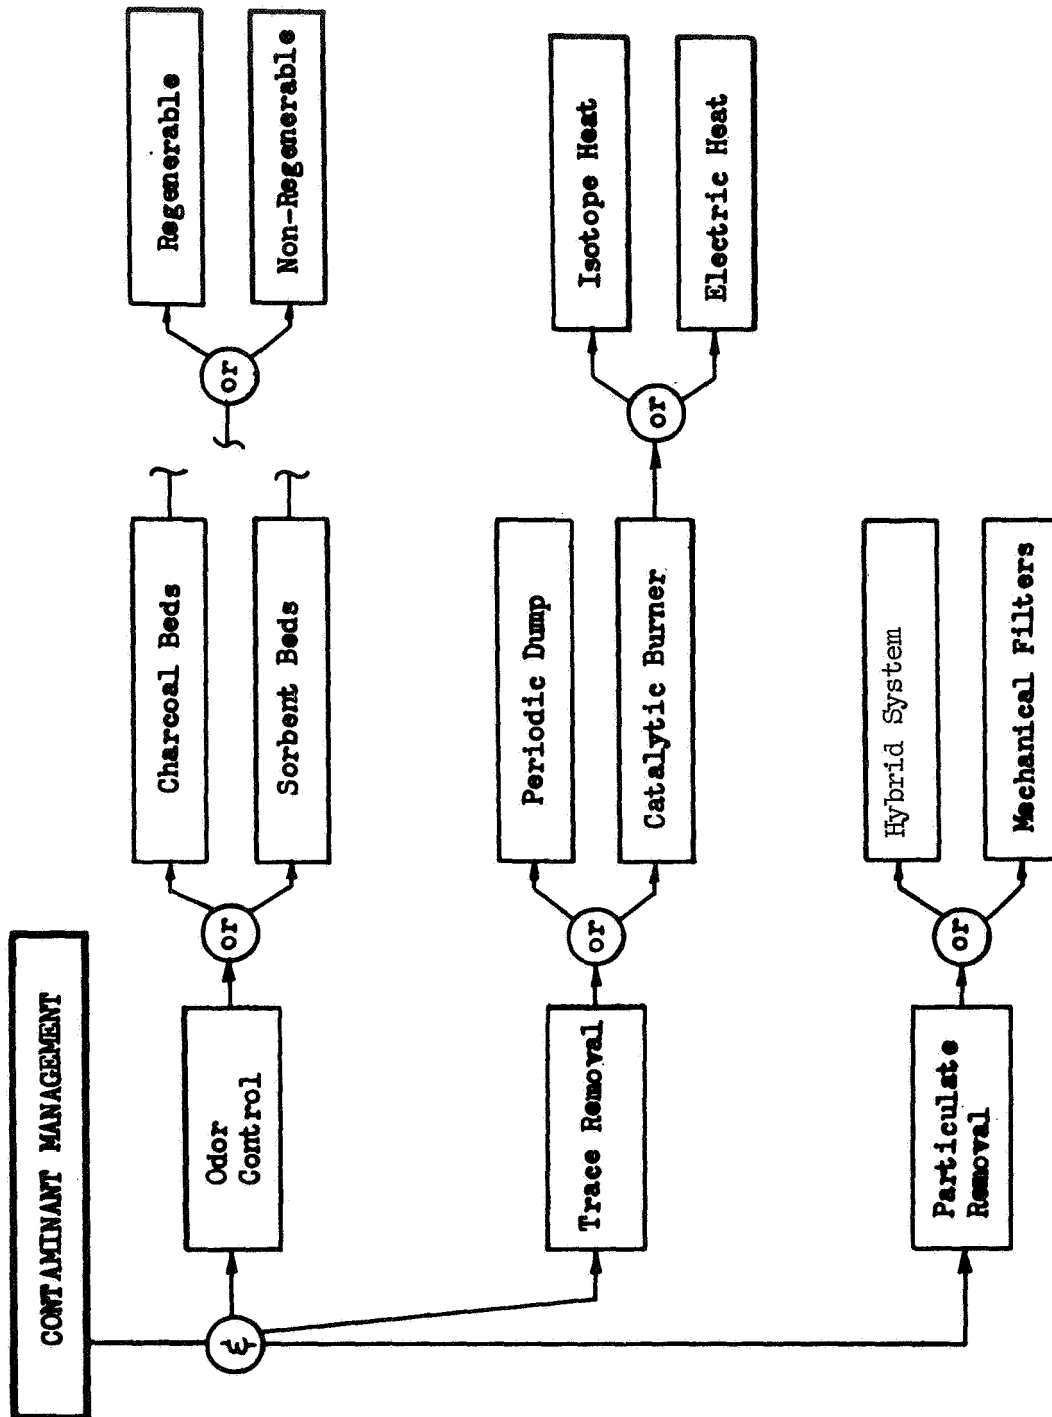 CONTAMINANT MANAGEMENT
&
Odor
Control
or
Charcoal Beds
Sorbent Beds
or
Regenerable
Non-Regenerable
Trace Removal
or
Periodic Dump
Catalytic Burner
or
Isotope Heat
Electric Heat
Particulate
Removal
or
Hybrid System
Mechanical Filters